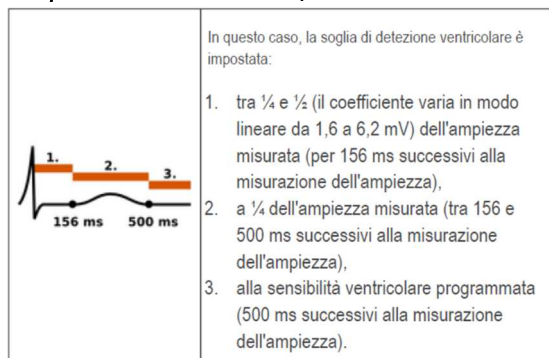 In questo caso, la soglia di detezione ventricolare è
impostata:
1. tra ¼ e ½ (il coefficiente varia in modo
lineare da 1,6 a 6,2 mV) dell'ampiezza
misurata (per 156 ms successivi alla
misurazione dell'ampiezza),
2. a ¼ dell'ampiezza misurata (tra 156 e
500 ms successivi alla misurazione
dell'ampiezza),
3. alla sensibilità ventricolare programmata
(500 ms successivi alla misurazione
dell'ampiezza).
1.
2.
3.
156 ms 500 ms